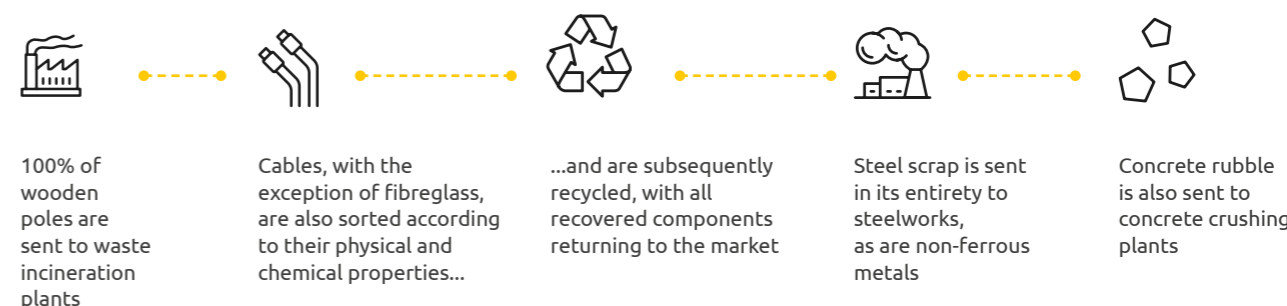 100% of
wooden
poles are
sent to waste
incineration
plants
Cables, with the
exception of fibreglass,
are also sorted according
to their physical and
chemical properties...
...and are subsequently
recycled, with all
recovered components
returning to the market
Steel scrap is sent
in its entirety to
steelworks,
as are non-ferrous
metals
Concrete rubble
is also sent to
concrete crushing
plants